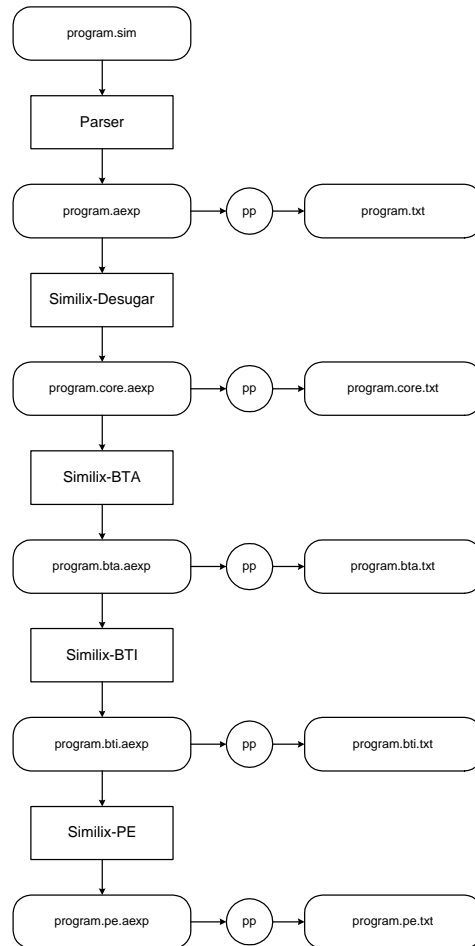 program.sim
Parser
program.aexp
pp
program.txt
Similix-Desugar
program.core.aexp
pp
program.core.txt
Similix-BTA
program.bta.aexp
pp
program.bta.txt
Similix-BTI
program.bti.aexp
pp
program.bti.txt
Similix-PE
program.pe.aexp
pp
program.pe.txt